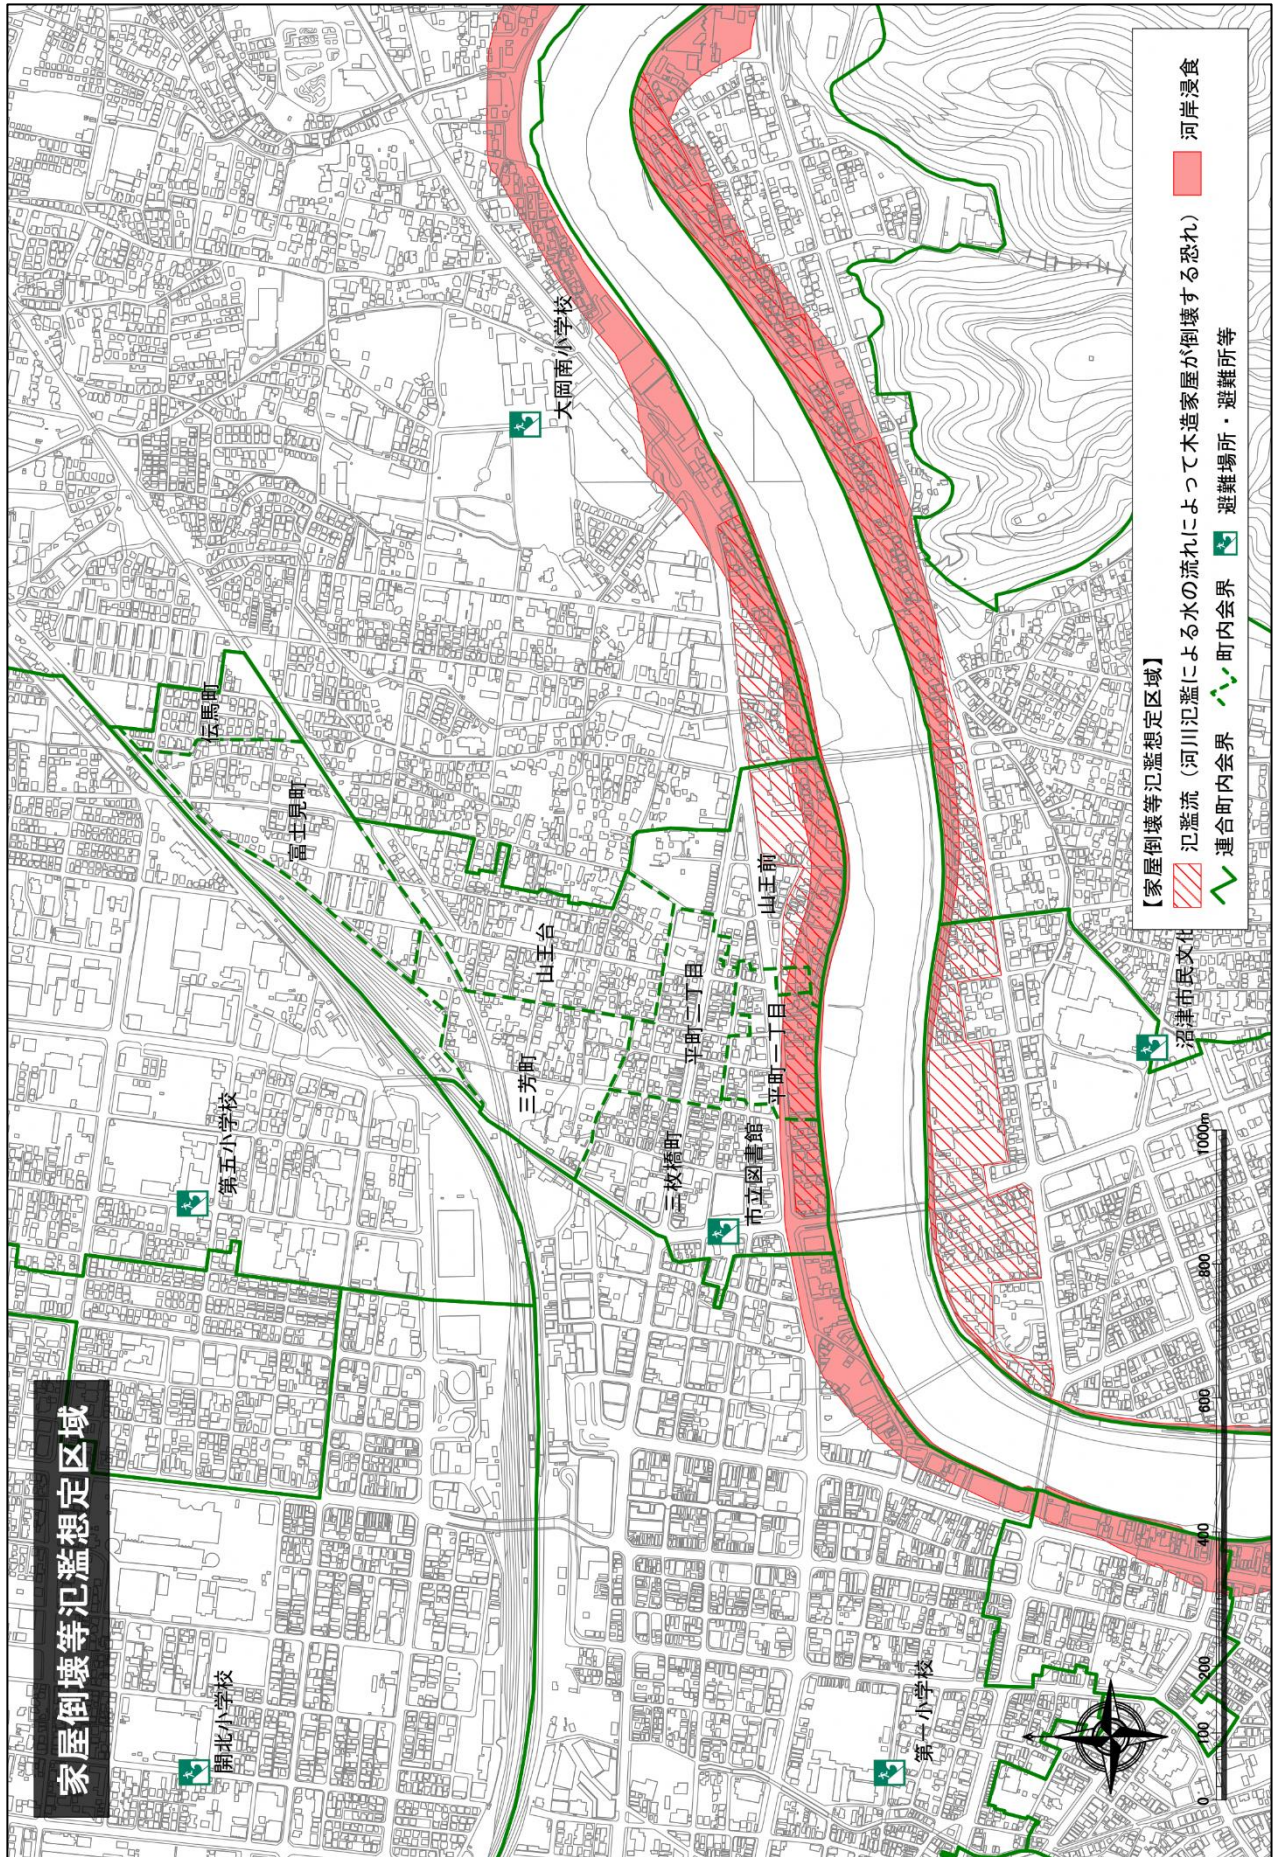 家屋倒壊等氾濫想定区域
開北小学校
第五小学校
伝馬町
富士見町
大岡南小学校
三芳町
山王台
三枚橋町
平町二丁目
市立図書館
平町一丁目
山王前
第一小学校
沼津市民文化
【家屋倒壊等氾濫想定区域】
氾濫流（河川氾濫による水の流れによって木造家屋が倒壊する恐れ） 河岸浸食
連合町内会界 町内会界 避難場所・避難所等
0 100 200 400 600 800 1000m